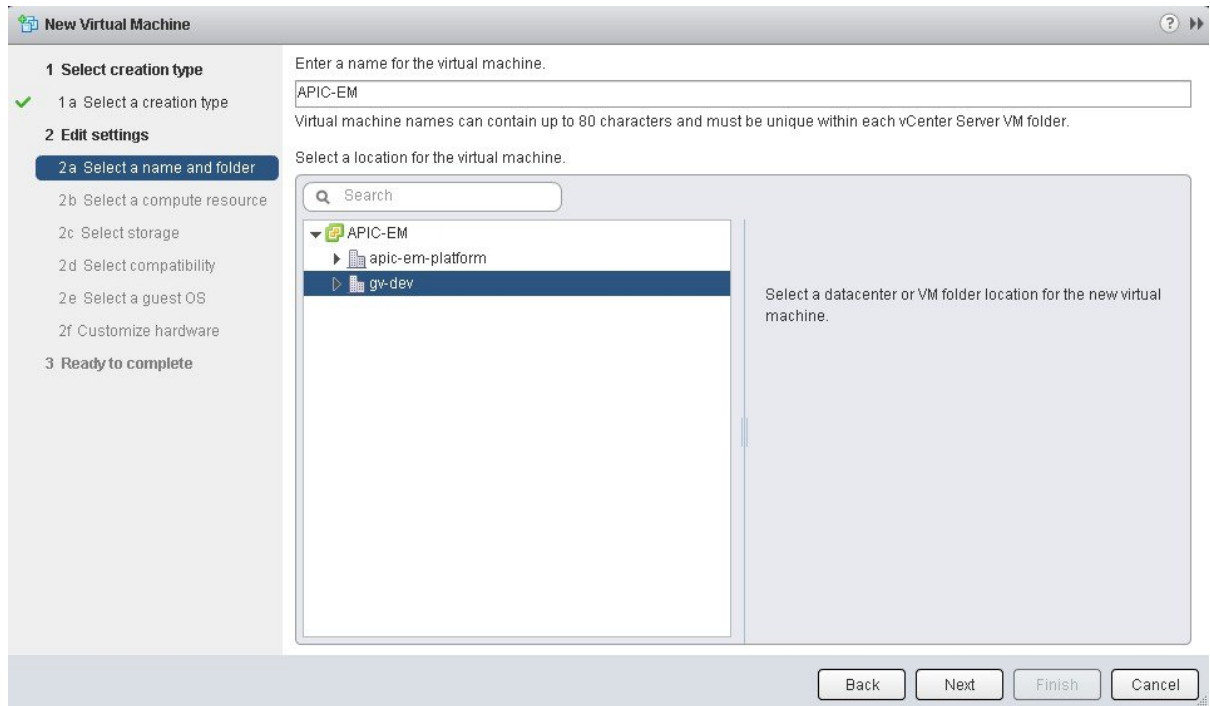 New Virtual Machine
1 Select creation type
1a Select a creation type
2 Edit settings
2a Select a name and folder
2b Select a compute resource
2c Select storage
2d Select compatibility
2e Select a guest OS
2f Customize hardware
3 Ready to complete
Enter a name for the virtual machine.
APIC-EM
Virtual machine names can contain up to 80 characters and must be unique within each vCenter Server VM folder.
Select a location for the virtual machine.
Search
APIC-EM
apic-em-platform
gv-dev
Select a datacenter or VM folder location for the new virtual
machine.
Back
Next
Finish
Cancel